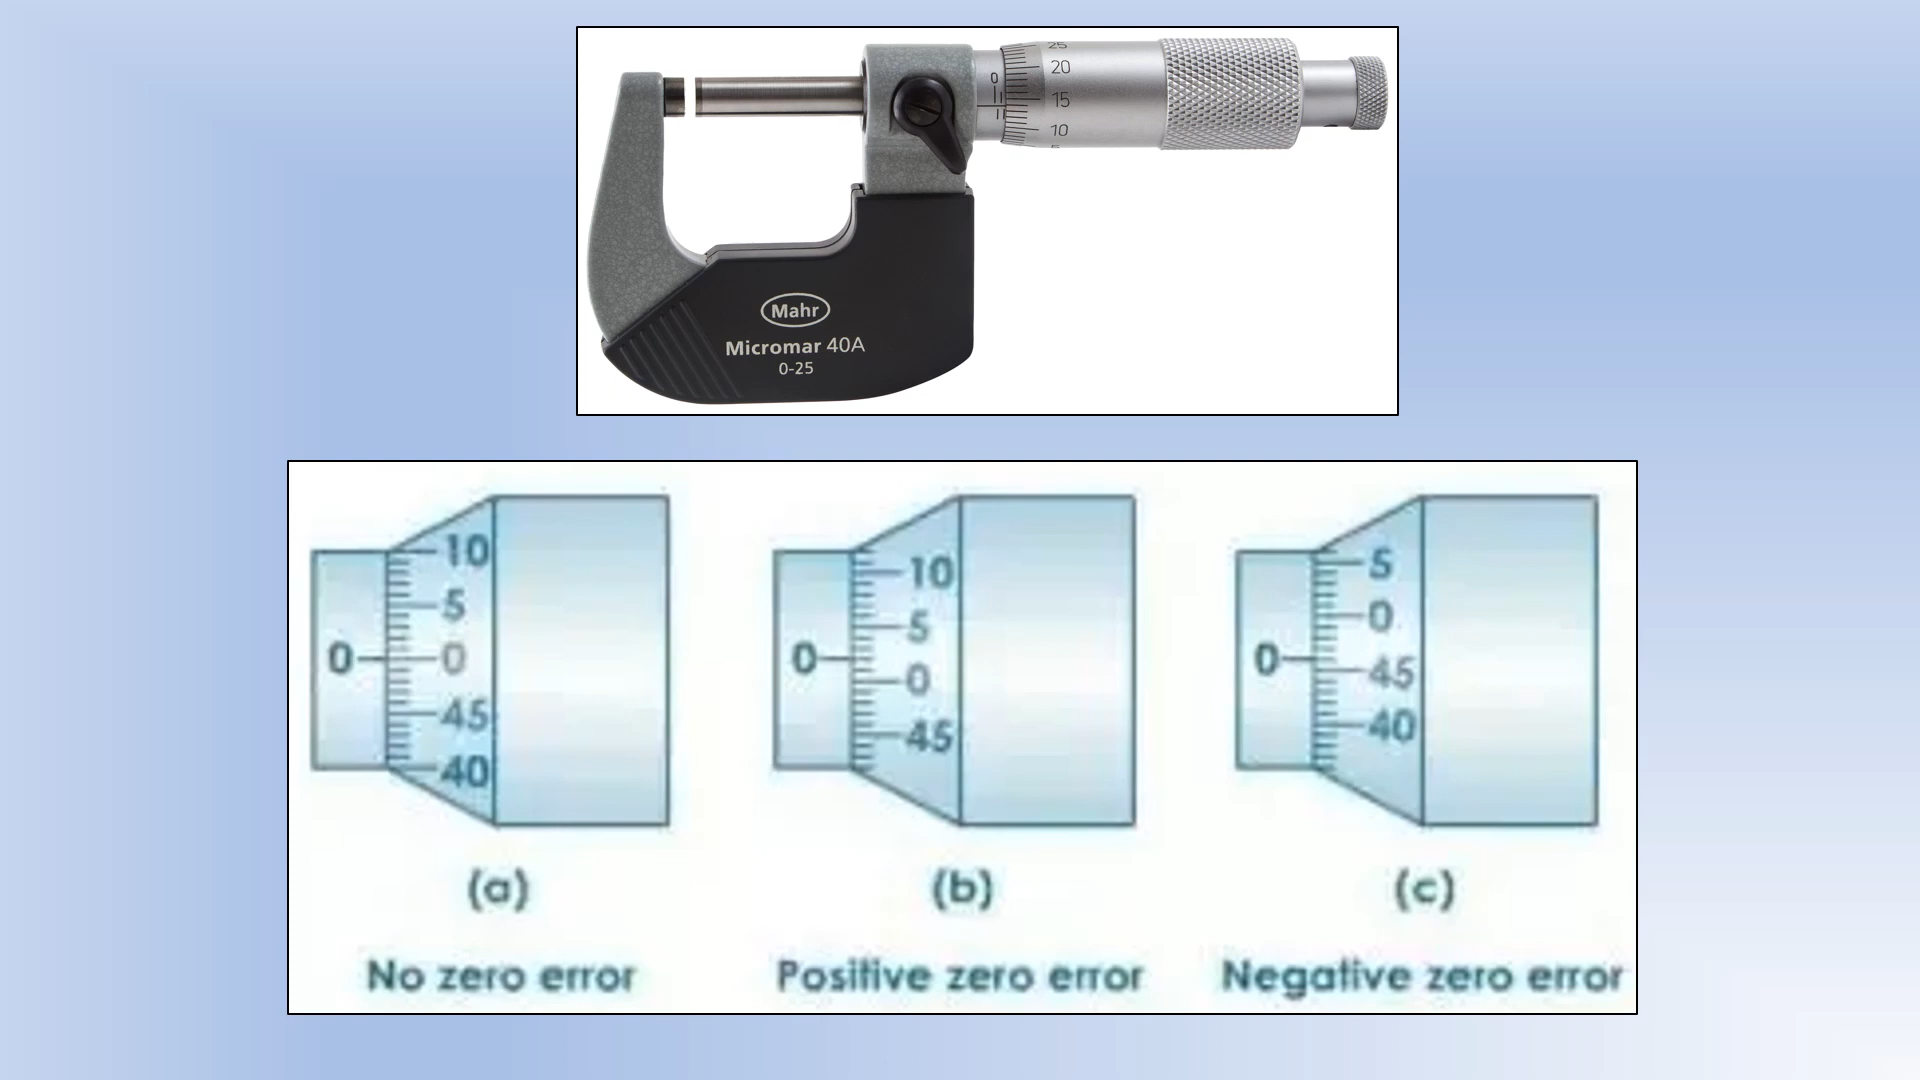 25
20
0
15
10
Mahr
Micromar 40A
0-25
10
5
0 0
45
40
(a)
No zero error
10
5
0
0
45
(b)
Positive zero error
5
0
0
45
40
(c)
Negative zero error